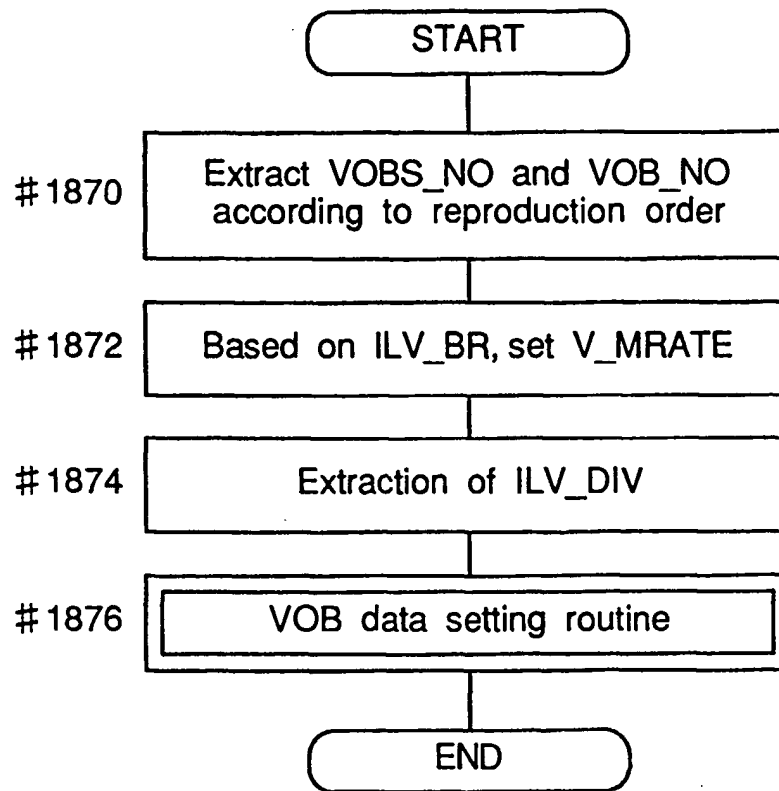 START
#1870
Extract VOBS_NO and VOB_NO
according to reproduction order
#1872
Based on ILV_BR, set V_MRATE
#1874
Extraction of ILV_DIV
#1876
VOB data setting routine
END